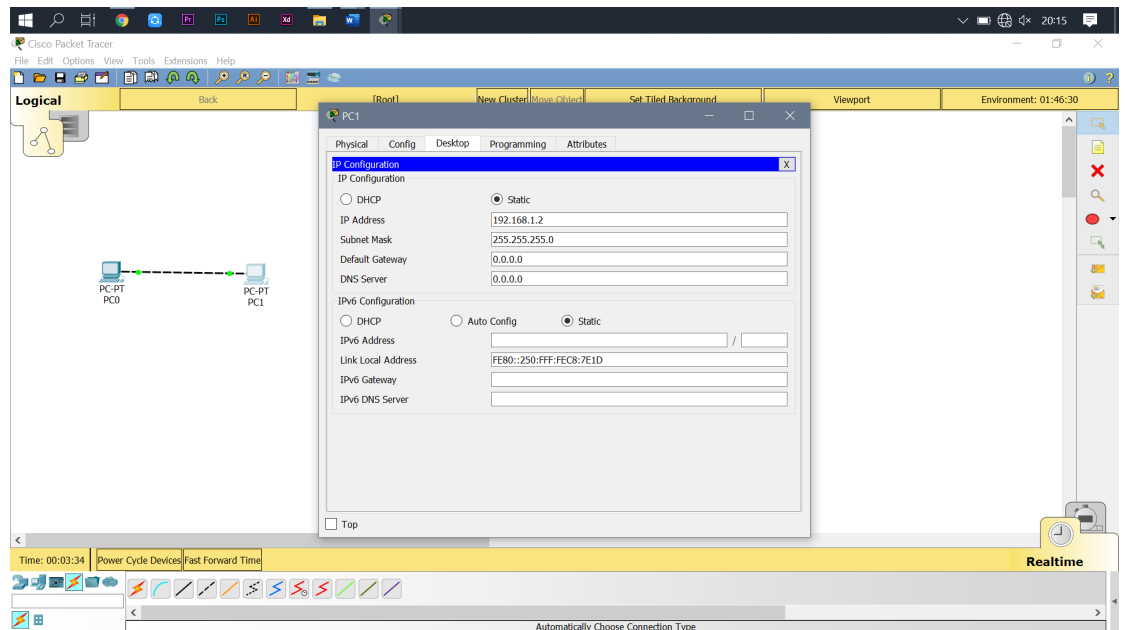 Pr Ps Ai Xd 20:15
Cisco Packet Tracer
File Edit Options View Tools Extensions Help
Logical Back [Root] New Cluster Move Object Set Tiled Background Viewport Environment: 01:46:30
PC1
Physical Config Desktop Programming Attributes
IP Configuration X
IP Configuration
DHCP Static
IP Address 192.168.1.2
Subnet Mask 255.255.255.0
Default Gateway 0.0.0.0
DNS Server 0.0.0.0
IPv6 Configuration
DHCP Auto Config Static
IPv6 Address /
Link Local Address FE80::250:FFF:FEC8:7E1D
IPv6 Gateway
IPv6 DNS Server
Top
PC-PT
PC0
PC-PT
PC1
Time: 00:03:34 Power Cycle Devices Fast Forward Time Realtime
Automatically Choose Connection Type